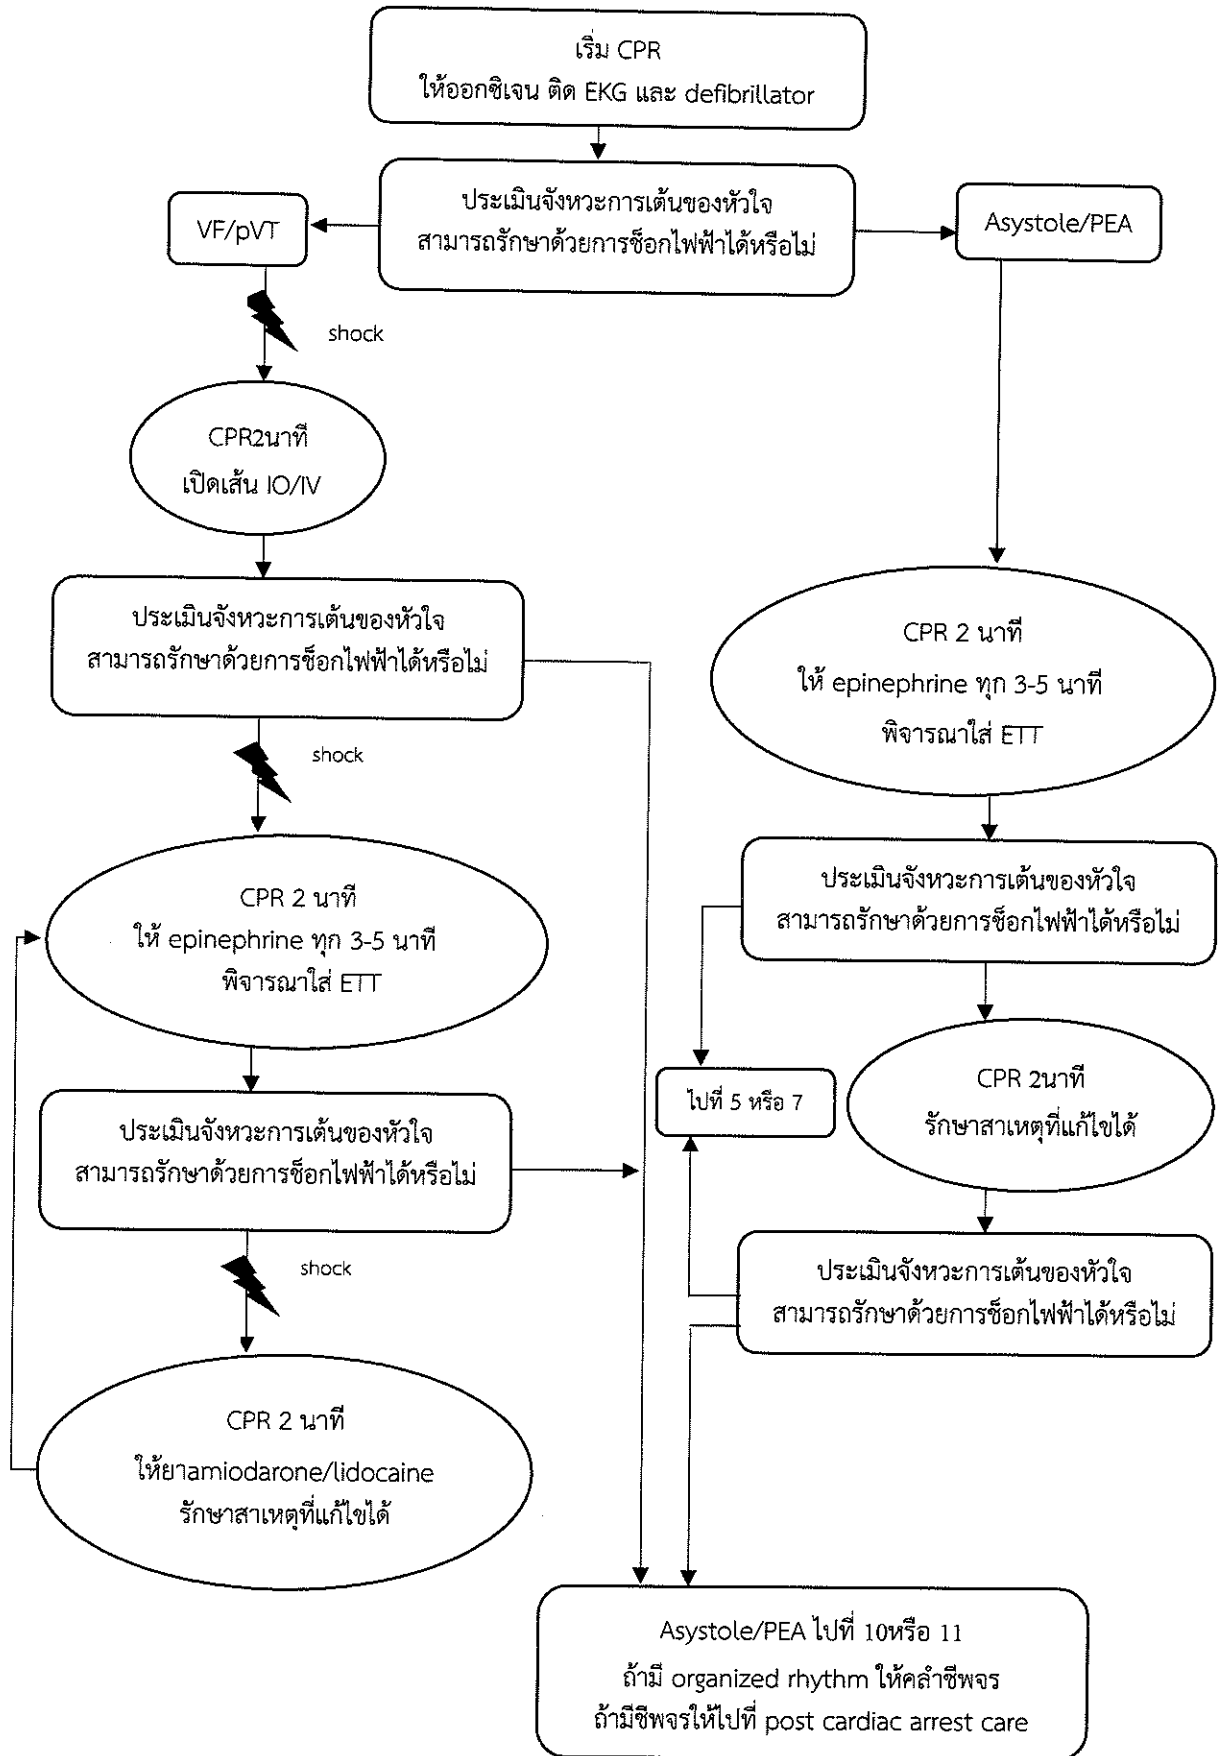 เริ่ม CPR
ให้ออกซิเจน ติด EKG และ defibrillator
ประเมินจังหวะการเต้นของหัวใจ
สามารถรักษาด้วยการช็อกไฟฟ้าได้หรือไม่
VF/pVT
Asystole/PEA
shock
CPR2นาที
เปิดเส้น IO/IV
ประเมินจังหวะการเต้นของหัวใจ
สามารถรักษาด้วยการช็อกไฟฟ้าได้หรือไม่
shock
CPR 2 นาที
ให้ epinephrine ทุก 3-5 นาที
พิจารณาใส่ ETT
ประเมินจังหวะการเต้นของหัวใจ
สามารถรักษาด้วยการช็อกไฟฟ้าได้หรือไม่
shock
CPR 2 นาที
ให้ยาamiodarone/lidocaine
รักษาสาเหตุที่แก้ไขได้
CPR 2 นาที
ให้ epinephrine ทุก 3-5 นาที
พิจารณาใส่ ETT
ประเมินจังหวะการเต้นของหัวใจ
สามารถรักษาด้วยการช็อกไฟฟ้าได้หรือไม่
ไปที่ 5 หรือ 7
CPR 2นาที
รักษาสาเหตุที่แก้ไขได้
ประเมินจังหวะการเต้นของหัวใจ
สามารถรักษาด้วยการช็อกไฟฟ้าได้หรือไม่
Asystole/PEA ไปที่ 10หรือ 11
ถ้ามี organized rhythm ให้คลำชีพจร
ถ้ามีชีพจรให้ไปที่ post cardiac arrest care